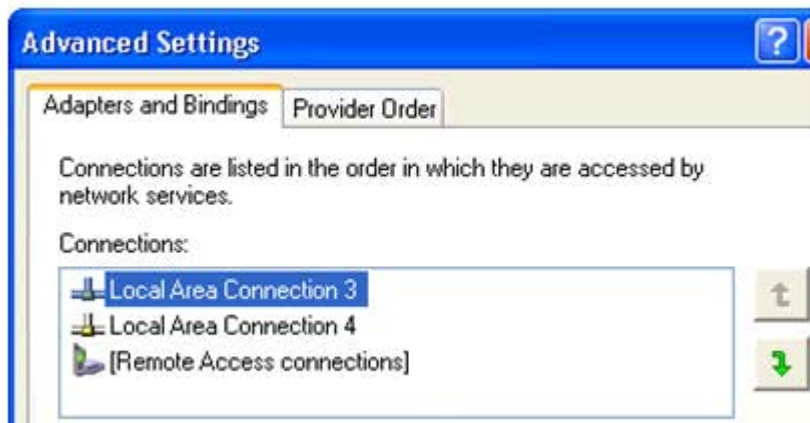 Advanced Settings
Adapters and Bindings
Provider Order
Connections are listed in the order in which they are accessed by
network services.
Connections:
Local Area Connection 3
Local Area Connection 4
[Remote Access connections]